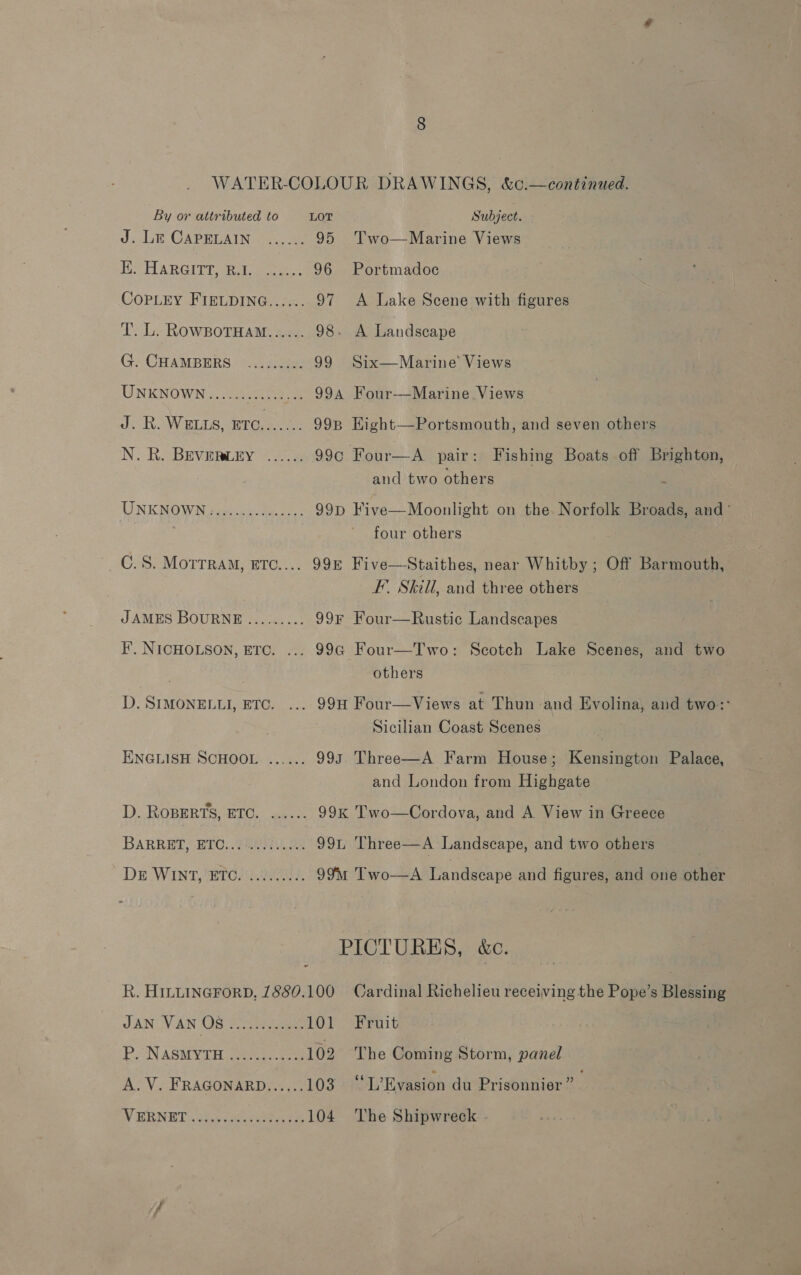 8
WATER-COLOUR DRAWINGS, &c.—continued.
By or attributed to LOT Subject.
J. LE CAPELAIN ...... 95 Two—Marine Views
E. HARGITT, R.I. ...... 96 Portmadoc
COPLEY FIELDING...... 97 A Lake Scene with figures
T. L. ROWBOTHAM...... 98. A Landscape
G. CHAMBERS ......... 99 Six—Marine Views
UNKNOWN............... 99A Four—Marine Views
J. R. WELLS, ETC....... 99B Eight—Portsmouth, and seven others
N. R. BEVERLEY ...... 99C Four—A pair: Fishing Boats off Brighton,
and two others
UNKNOWN............... 99D Five—Moonlight on the Norfolk Broads, and
four others
C. S. MOTTRAM, ETC.... 99E Five—Staithes, near Whitby; Off Barmouth,
F. Skill, and three others
JAMES BOURNE ......... 99F Four—Rustic Landscapes
F. NICHOLSON, ETC. ... 99G Four—Two: Scotch Lake Scenes, and two
others
D. SIMONELLI, ETC. ... 99H Four—Views at Thun and Evolina, and two:
Sicilian Coast Scenes
ENGLISH SCHOOL ...... 99J Three—A Farm House; Kensington Palace,
and London from Highgate
D. ROBERTS, ETC. ...... 99K Two—Cordova, and A View in Greece
BARRET, ETC............ 99L Three—A Landscape, and two others
DE WINT, ETC. ......... 99M Two—A Landscape and figures, and one other
PICTURES, &c.
R. HILLINGFORD, 1880.100 Cardinal Richelieu receiving the Pope's Blessing
JAN VAN OS ............101 Fruit
P. NASMYTH ............102 The Coming Storm, panel
A. V. FRAGONARD......103 "L'Evasion du Prisonnier"
VERNET ..................104 The Shipwreck